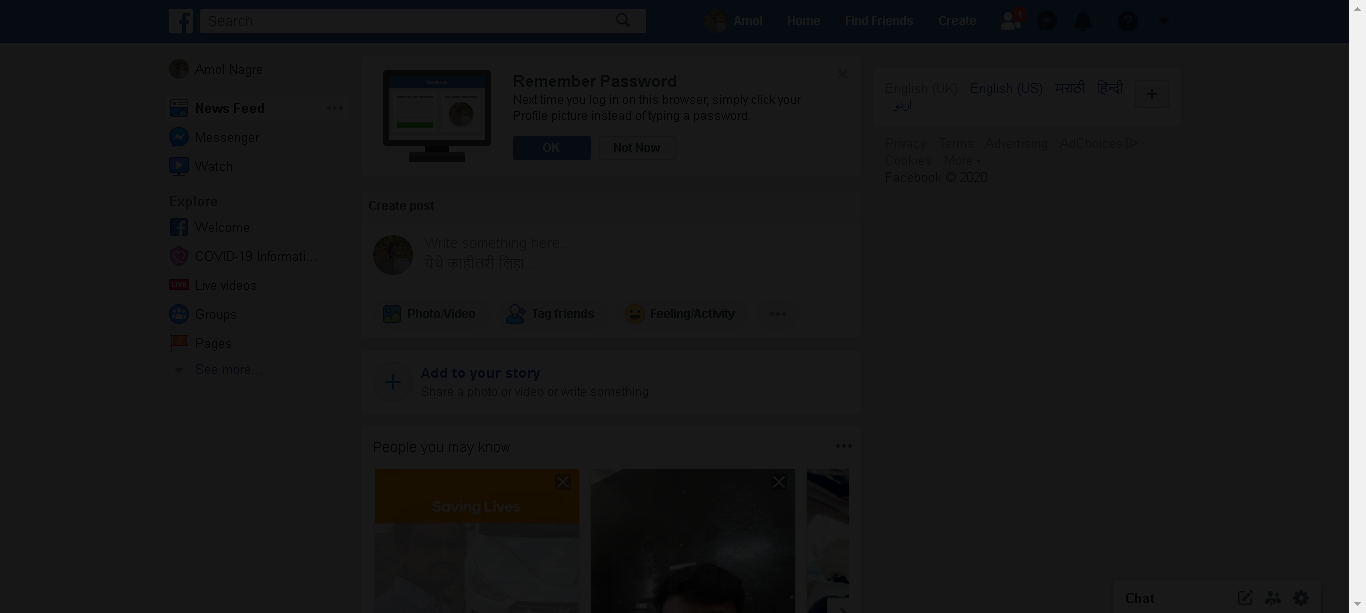 Search
Amol Home Find Friends Create
1
Amol Nagre
News Feed
Messenger
Watch
Explore
Welcome
COVID-19 Informati...
LIVE Live videos
Groups
Pages
See more...
Remember Password
Next time you log in on this browser, simply click your
Profile picture instead of typing a password.
OK Not Now
Create post
Write something here...
येथे काहीतरी लिहा...
Photo/Video Tag friends Feeling/Activity
Add to your story
Share a photo or video or write something
People you may know
Saving Lives
English (UK) · English (US) · मराठी · हिन्दी ·
اردو
Privacy · Terms · Advertising · AdChoices ·
Cookies · More
Facebook © 2020
Chat